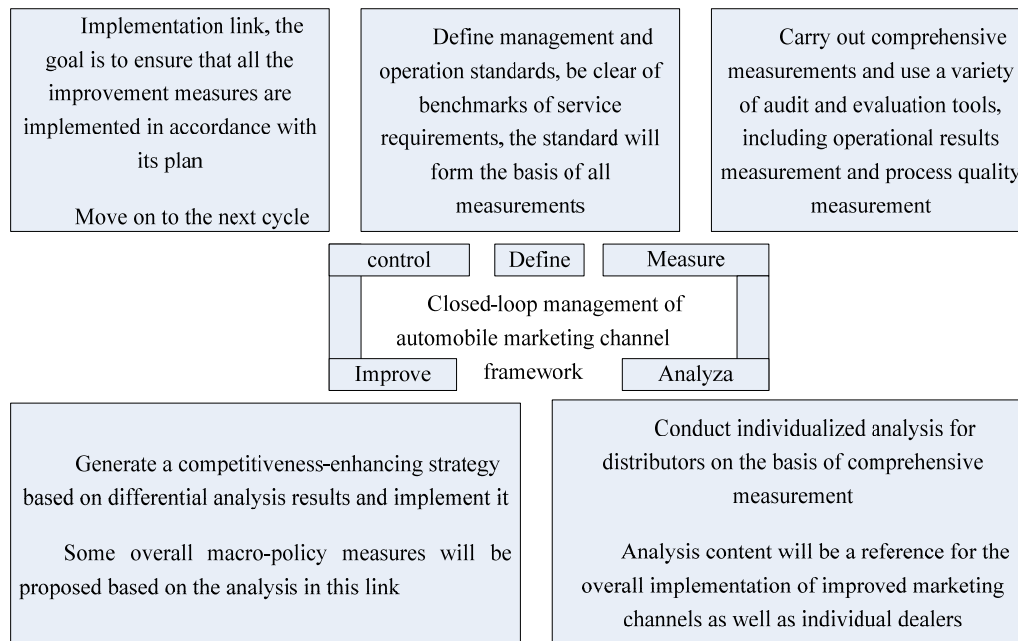 Implementation link, the
goal is to ensure that all the
improvement measures are
implemented in accordance with
its plan
Move on to the next cycle
Define management and
operation standards, be clear of
benchmarks of service
requirements, the standard will
form the basis of all
measurements
Carry out comprehensive
measurements and use a variety
of audit and evaluation tools,
including operational results
measurement and process quality
measurement
control
Define
Measure
Closed-loop management of
automobile marketing channel
framework
Improve
Analyza
Generate a competitiveness-enhancing strategy
based on differential analysis results and implement it
Some overall macro-policy measures will be
proposed based on the analysis in this link
Conduct individualized analysis for
distributors on the basis of comprehensive
measurement
Analysis content will be a reference for the
overall implementation of improved marketing
channels as well as individual dealers